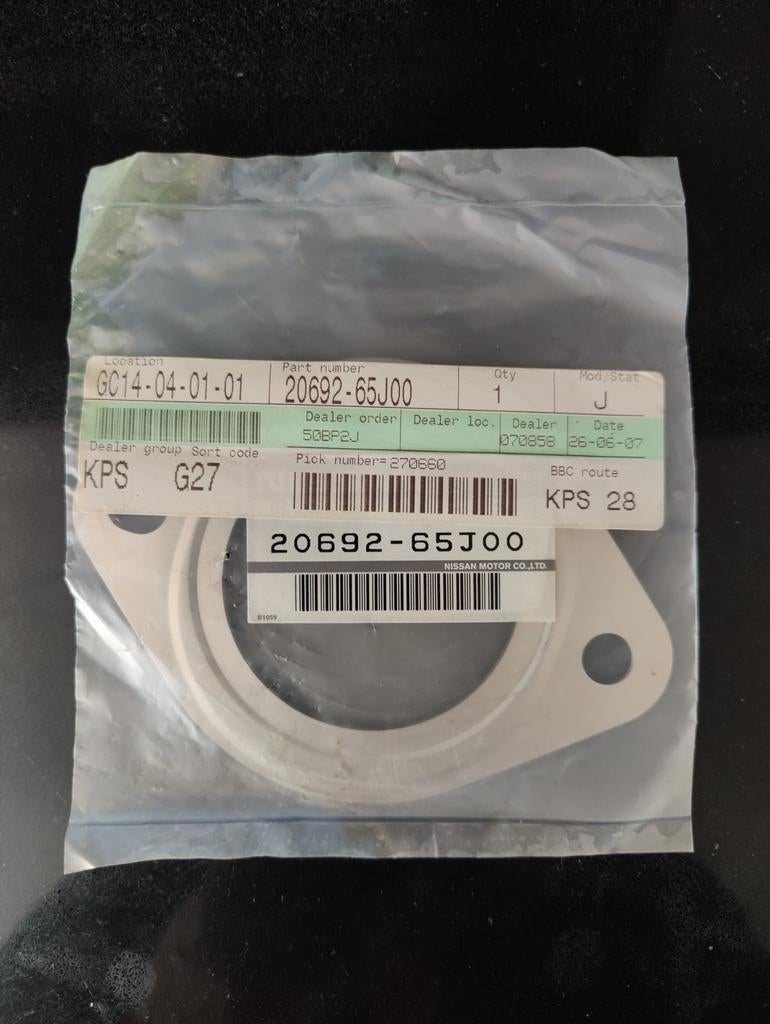 Location Part number Qty Mod/Stat
GC14-04-01-01 20692-65J00 1 J
Dealer order Dealer loc. Dealer Date
50BP2J 070858 26-06-07
Dealer group Sort code Pick number=270660 BBC route
KPS G27 KPS 28
20692-65J00
NISSAN MOTOR CO.,LTD.
B1059